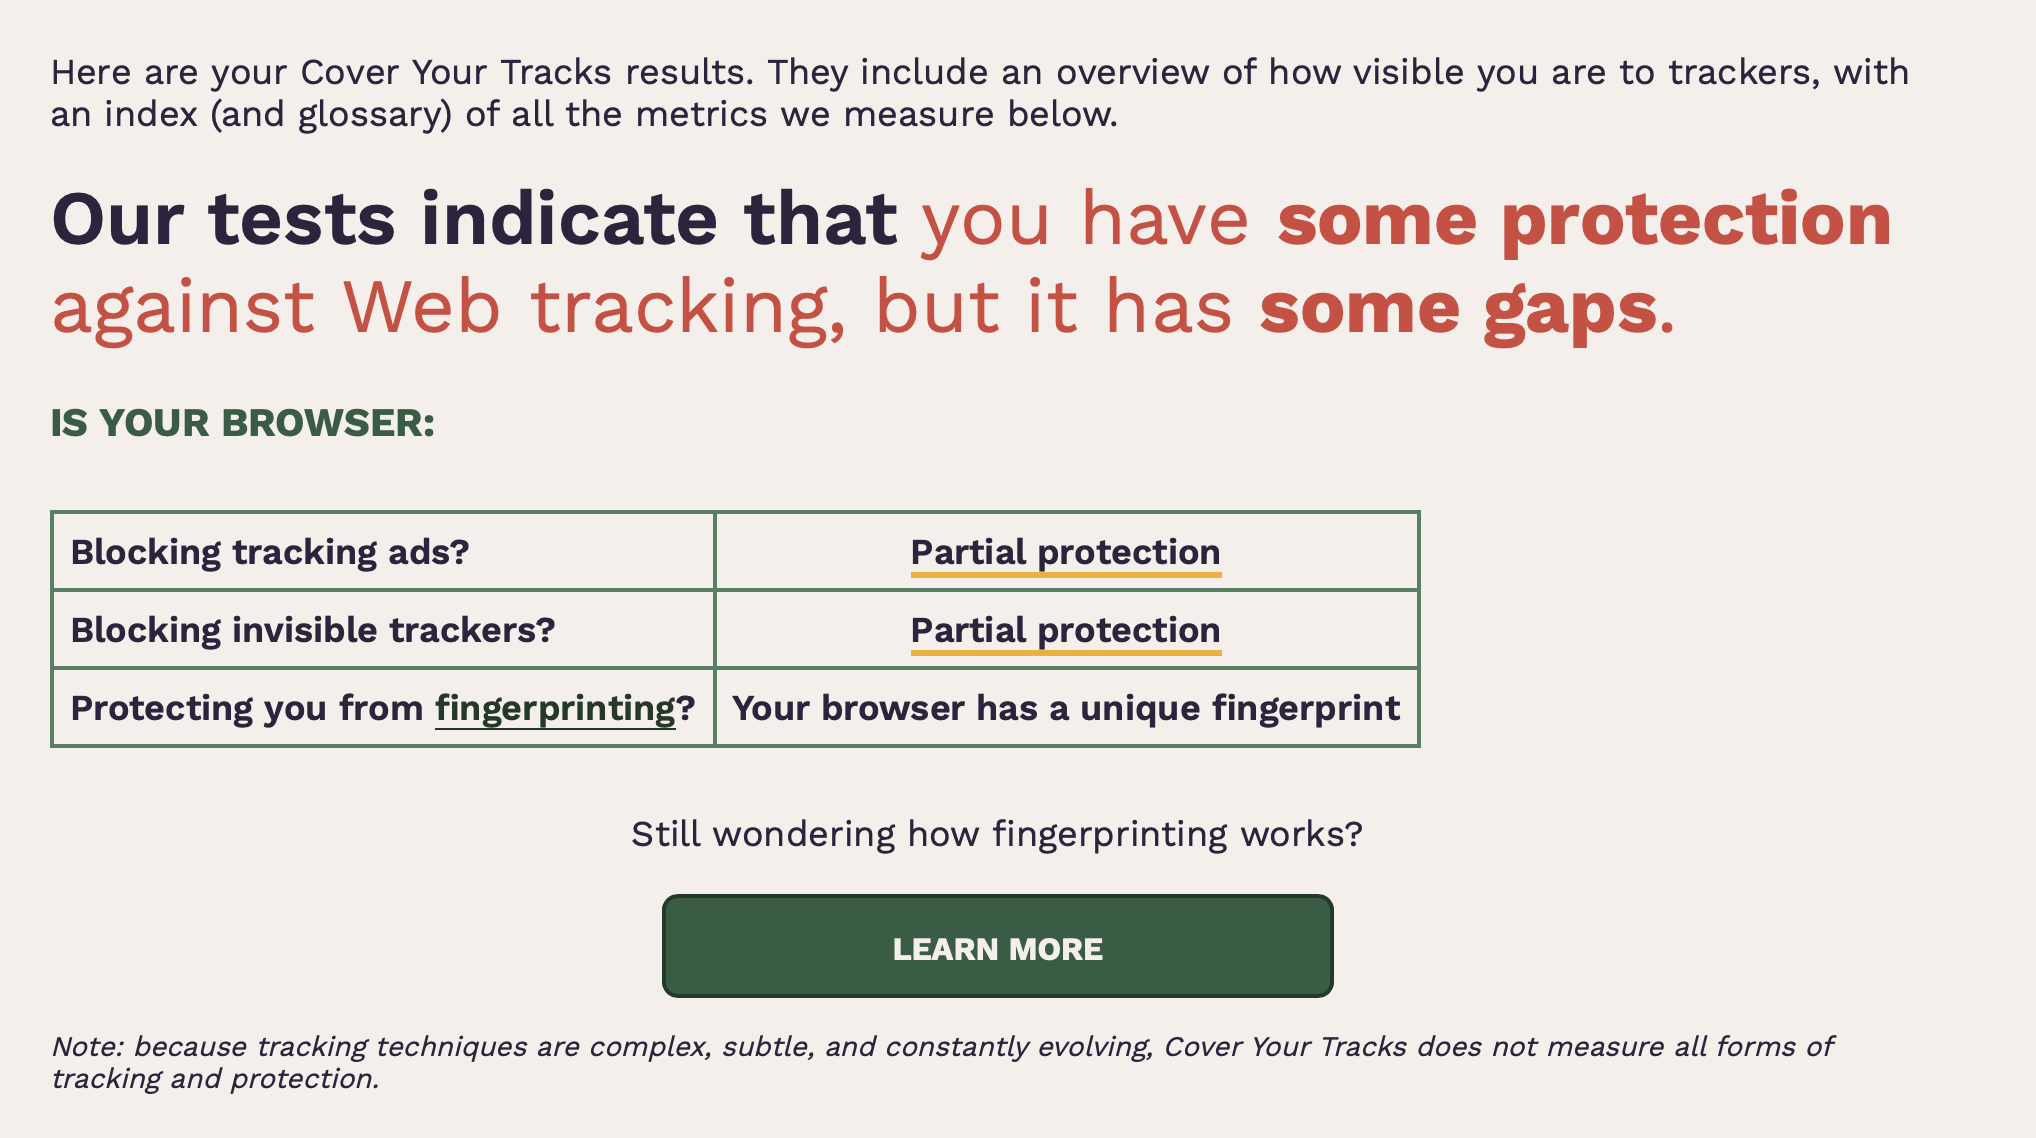 Here are your Cover Your Tracks results. They include an overview of how visible you are to trackers, with
an index (and glossary) of all the metrics we measure below.
Our tests indicate that you have some protection
against Web tracking, but it has some gaps.
IS YOUR BROWSER:
Blocking tracking ads? Partial protection
Blocking invisible trackers? Partial protection
Protecting you from fingerprinting? Your browser has a unique fingerprint
Still wondering how fingerprinting works?
LEARN MORE
Note: because tracking techniques are complex, subtle, and constantly evolving, Cover Your Tracks does not measure all forms of
tracking and protection.